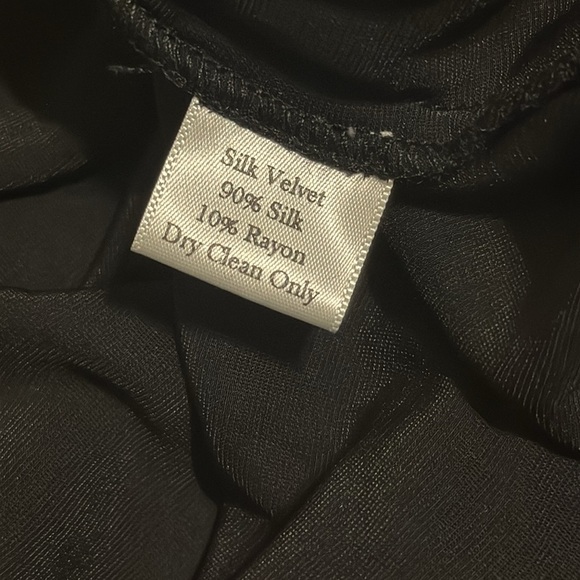 Silk Velvet
90% Silk
10% Rayon
Dry Clean Only